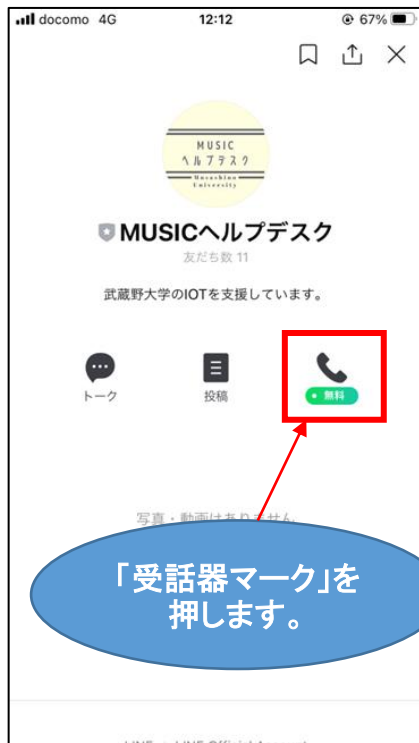 docomo 4G 12:12 67%
MUSIC
ヘルプデスク
Musashino
University
MUSICヘルプデスク
友だち数 11
武蔵野大学のIOTを支援しています。
トーク 投稿 無料
写真・動画はありません
「受話器マーク」を
押します。